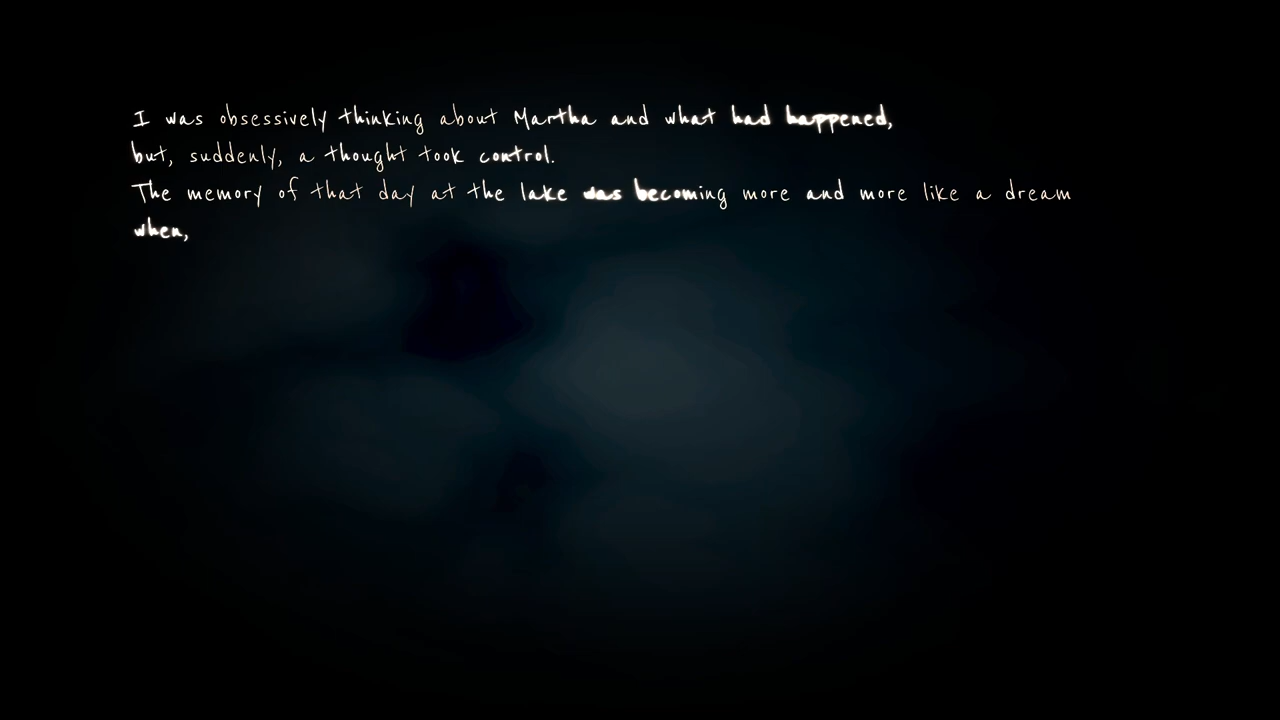 I was obsessively thinking about Martha and what had happened,
but, suddenly, a thought took control.
The memory of that day at the lake was becoming more and more like a dream
when,